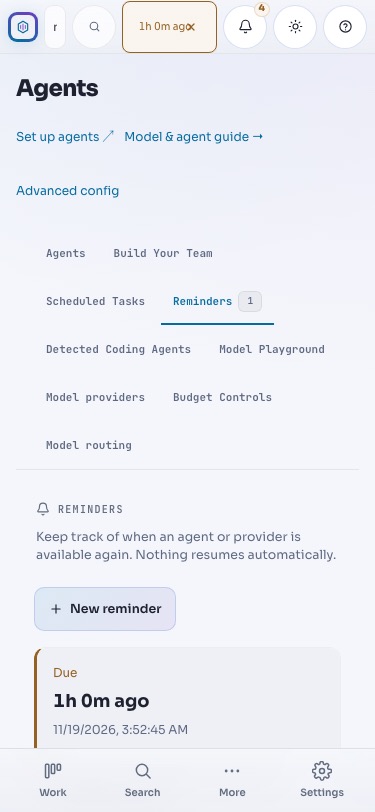 r
1h 0m ago
4
Agents
Set up agents ↗ Model & agent guide →
Advanced config
Agents Build Your Team
Scheduled Tasks Reminders 1
Detected Coding Agents Model Playground
Model providers Budget Controls
Model routing
REMINDERS
Keep track of when an agent or provider is
available again. Nothing resumes automatically.
+ New reminder
Due
1h 0m ago
11/19/2026, 3:52:45 AM
Work Search More Settings